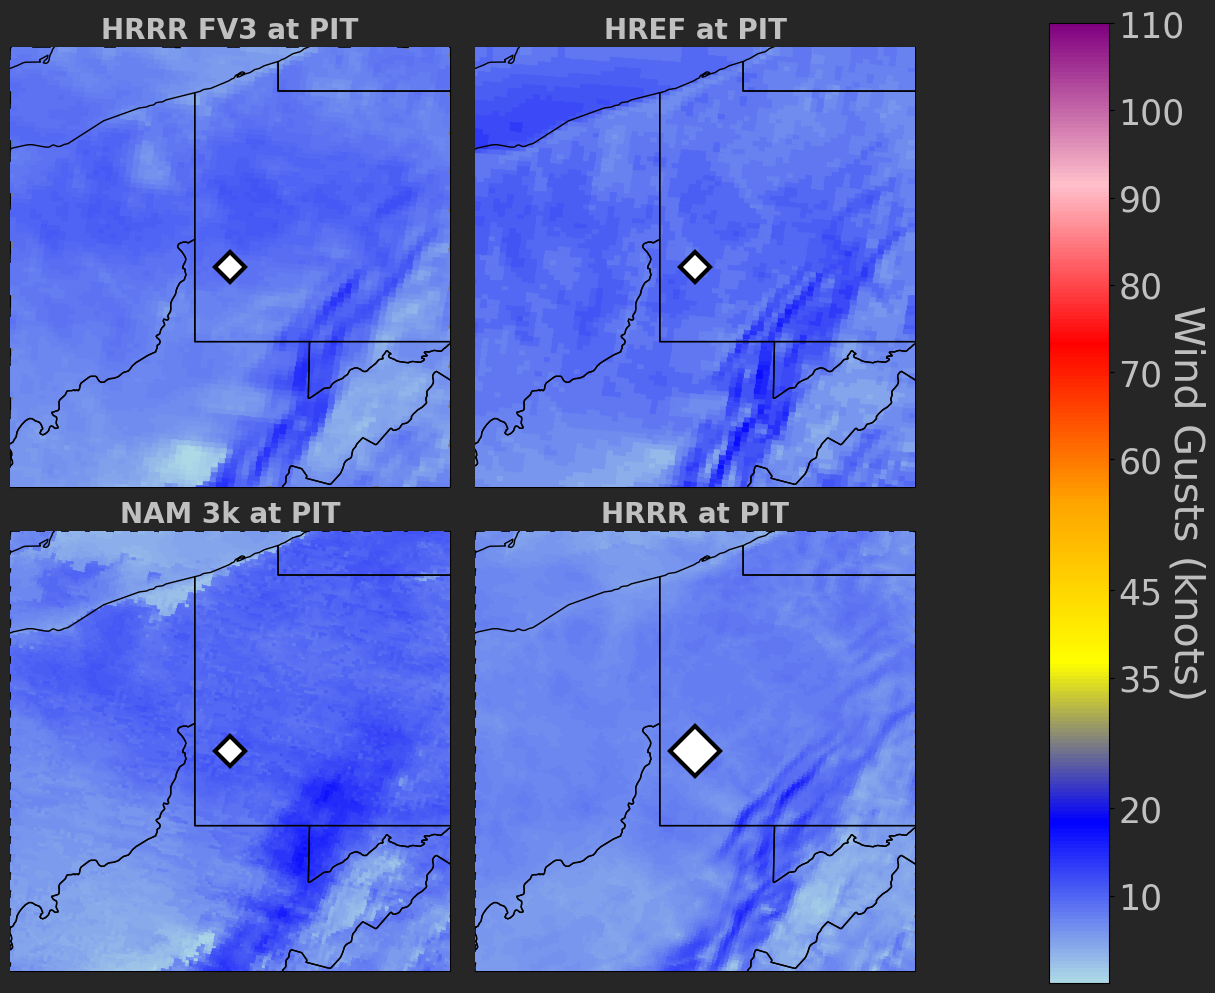 HRRR FV3 at PIT
HREF at PIT
NAM 3k at PIT
HRRR at PIT
110
100
90
80
70
60
45
35
20
10
Wind Gusts (knots)